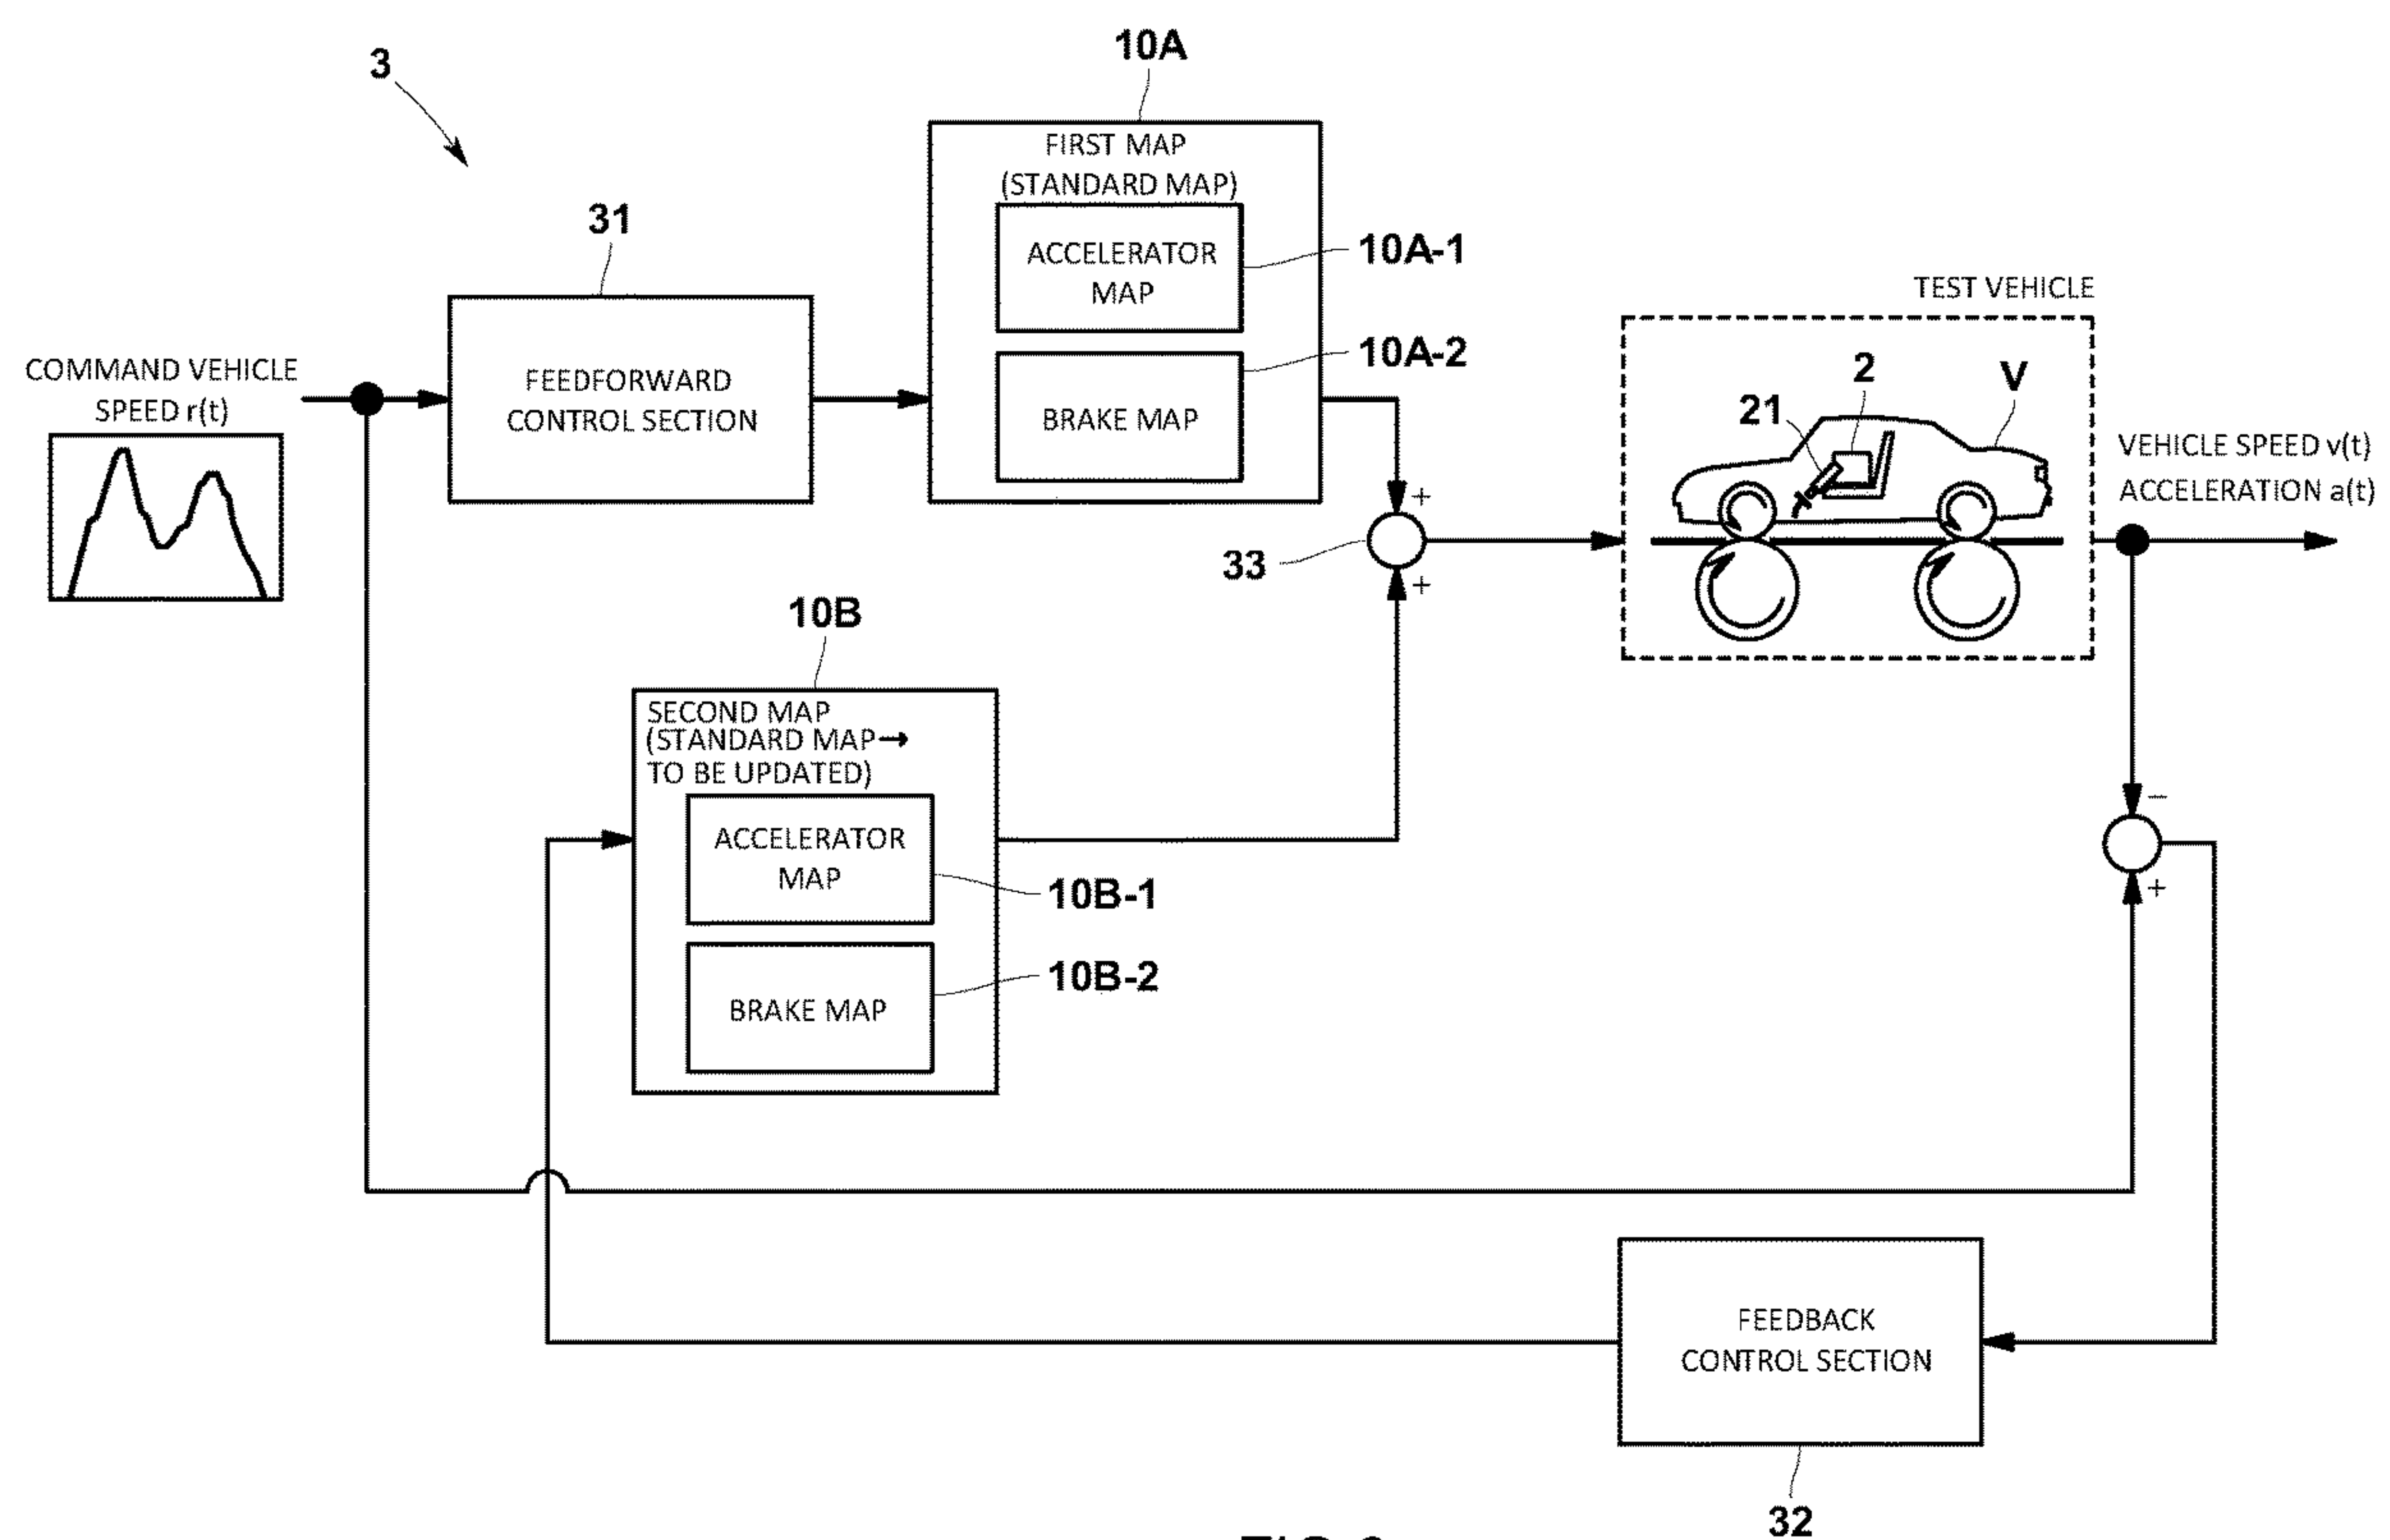 3
10A
FIRST MAP
(STANDARD MAP)
31
ACCELERATOR
MAP
10A-1
10A-2
BRAKE MAP
COMMAND VEHICLE
SPEED r(t)
FEEDFORWARD
CONTROL SECTION
TEST VEHICLE
2
V
21
VEHICLE SPEED v(t)
ACCELERATION a(t)
+
33
+
10B
SECOND MAP
(STANDARD MAP→
TO BE UPDATED)
ACCELERATOR
MAP
10B-1
BRAKE MAP
10B-2
−
+
FEEDBACK
CONTROL SECTION
32